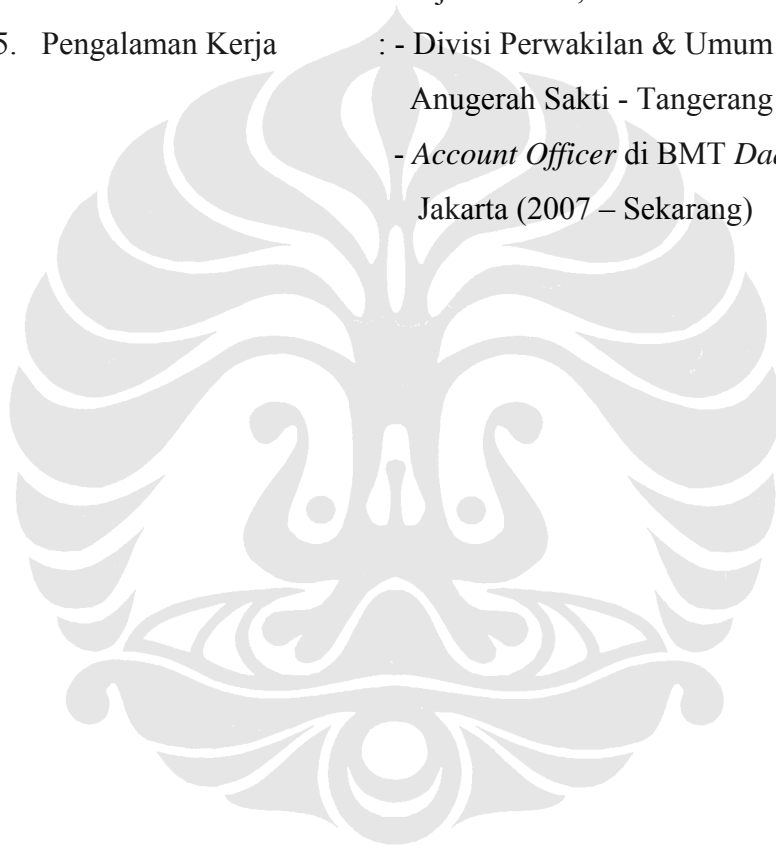 5. Pengalaman Kerja : - Divisi Perwakilan & Umum
Anugerah Sakti - Tangerang
- Account Officer di BMT
Jakarta (2007 – Sekarang)